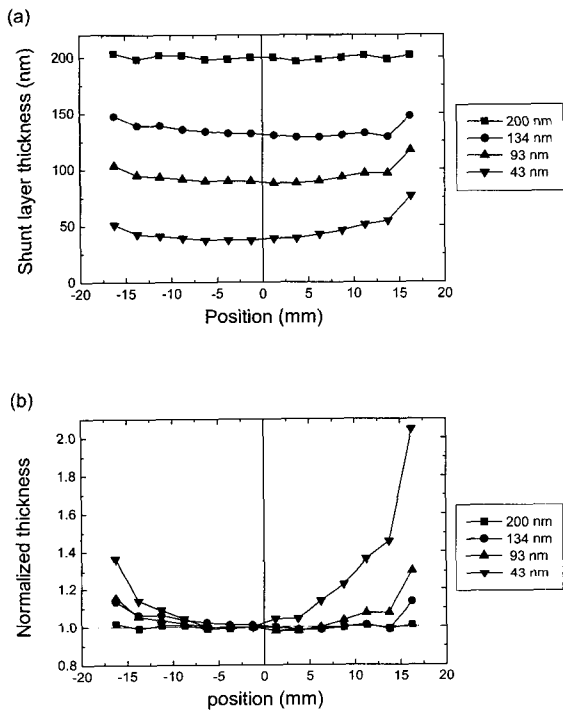 (a)
Shunt layer thickness (nm)
200
150
100
50
0
-20 -15 -10 -5 0 5 10 15 20
Position (mm)
200 nm
134 nm
93 nm
43 nm
(b)
Normalized thickness
2.0
1.8
1.6
1.4
1.2
1.0
0.8
-20 -15 -10 -5 0 5 10 15 20
position (mm)
200 nm
134 nm
93 nm
43 nm